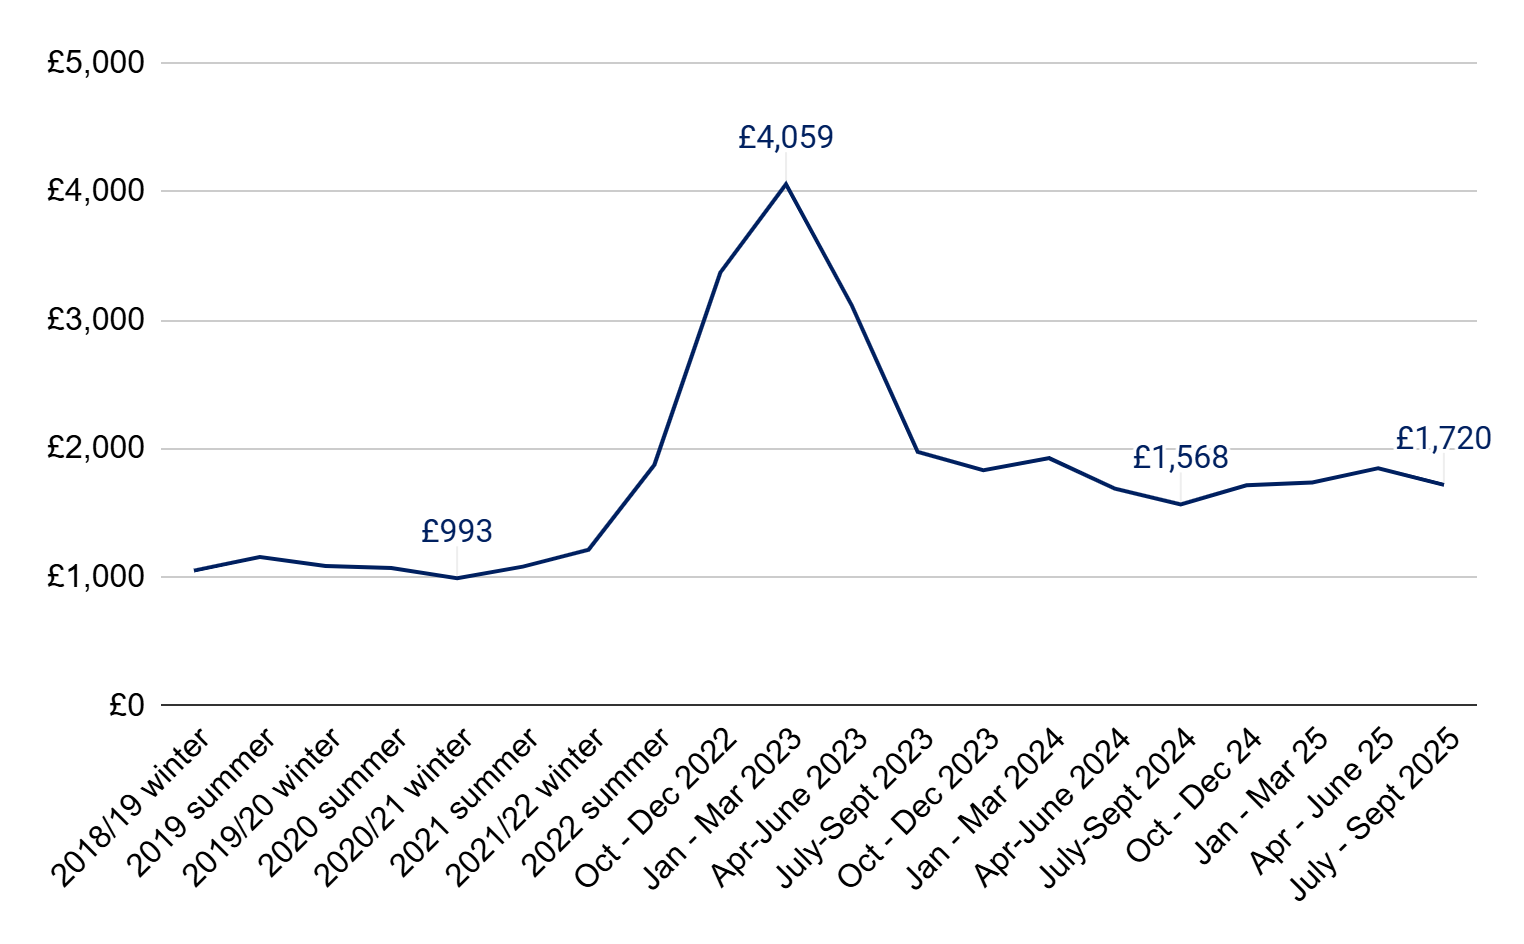 £5,000
£4,059
£4,000
£3,000
£2,000
£1,720
£1,568
£993
£1,000
£0
2018/19 winter
2019 summer
2019/20 winter
2020 summer
2020/21 winter
2021 summer
2021/22 winter
2022 summer
Oct - Dec 2022
Jan - Mar 2023
Apr-June 2023
July-Sept 2023
Oct - Dec 2023
Jan - Mar 2024
Apr-June 2024
July-Sept 2024
Oct - Dec 24
Jan - Mar 25
Apr - June 25
July - Sept 2025